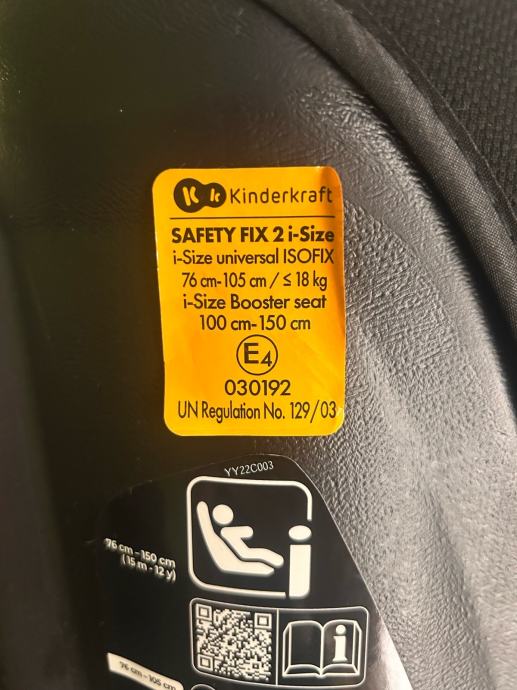 Kinderkraft
SAFETY FIX 2 i-Size
i-Size universal ISOFIX
76 cm-105 cm / ≤ 18 kg
i-Size Booster seat
100 cm-150 cm
E4
030192
UN Regulation No. 129/03
YY22C003
76 cm - 150 cm
(15 m - 12 y)
i
76 cm - 105 cm